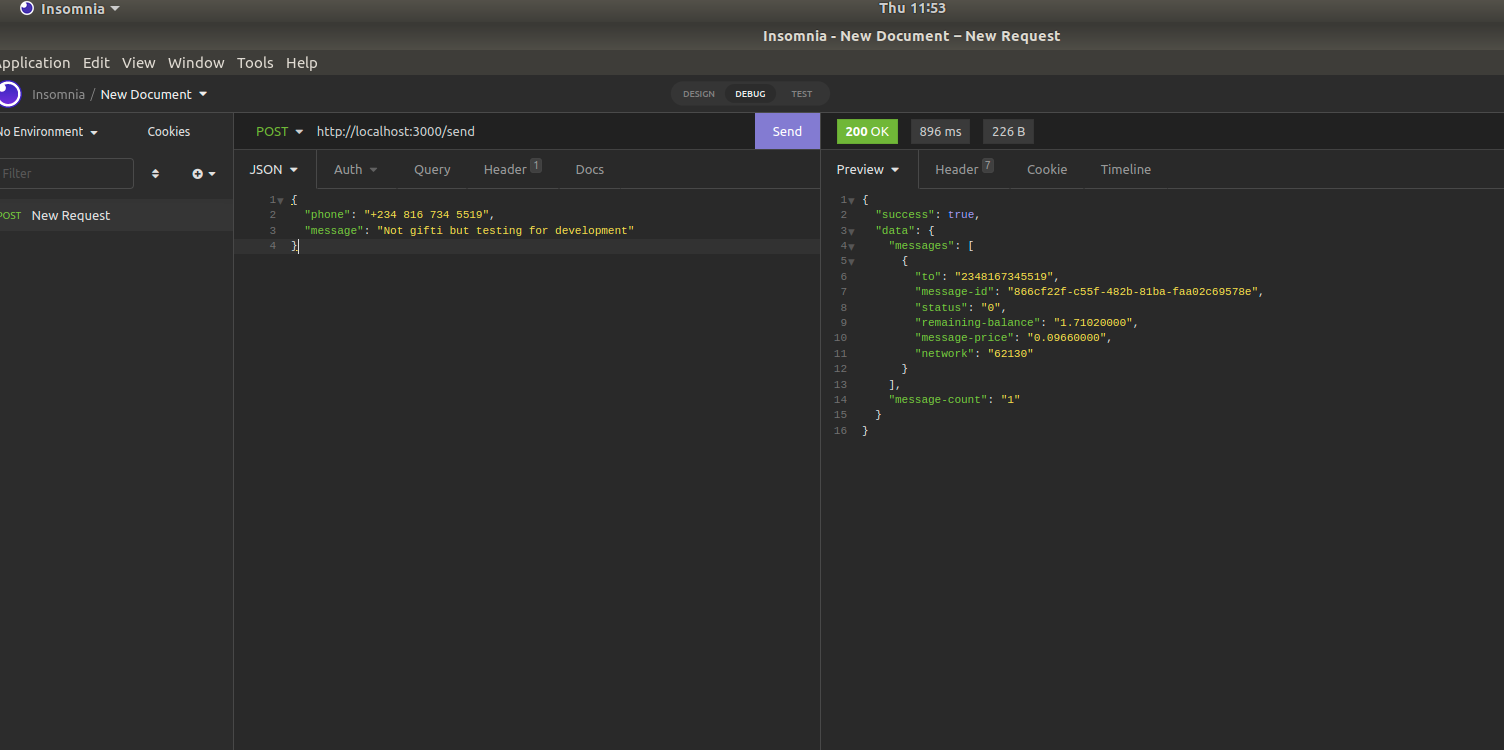 Insomnia
Thu 11:53
Insomnia - New Document – New Request
Application Edit View Window Tools Help
Insomnia / New Document
DESIGN DEBUG TEST
No Environment
Cookies
Filter
POST New Request
POST http://localhost:3000/send
Send
JSON Auth Query Header 1 Docs
1 {
2 "phone": "+234 816 734 5519",
3 "message": "Not gifti but testing for development"
4 }
200 OK 896 ms 226 B
Preview Header 7 Cookie Timeline
1 {
2 "success": true,
3 "data": {
4 "messages": [
5 {
6 "to": "2348167345519",
7 "message-id": "866cf22f-c55f-482b-81ba-faa02c69578e",
8 "status": "0",
9 "remaining-balance": "1.71020000",
10 "message-price": "0.09660000",
11 "network": "62130"
12 }
13 ],
14 "message-count": "1"
15 }
16 }